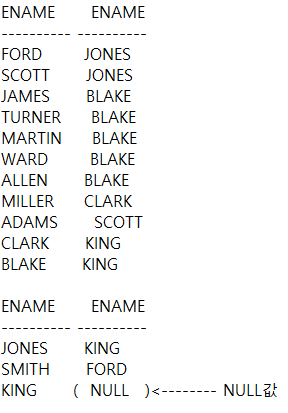 ENAME ENAME
---------- ----------
FORD JONES
SCOTT JONES
JAMES BLAKE
TURNER BLAKE
MARTIN BLAKE
WARD BLAKE
ALLEN BLAKE
MILLER CLARK
ADAMS SCOTT
CLARK KING
BLAKE KING
ENAME ENAME
---------- ----------
JONES KING
SMITH FORD
KING ( NULL )<-------- NULL값